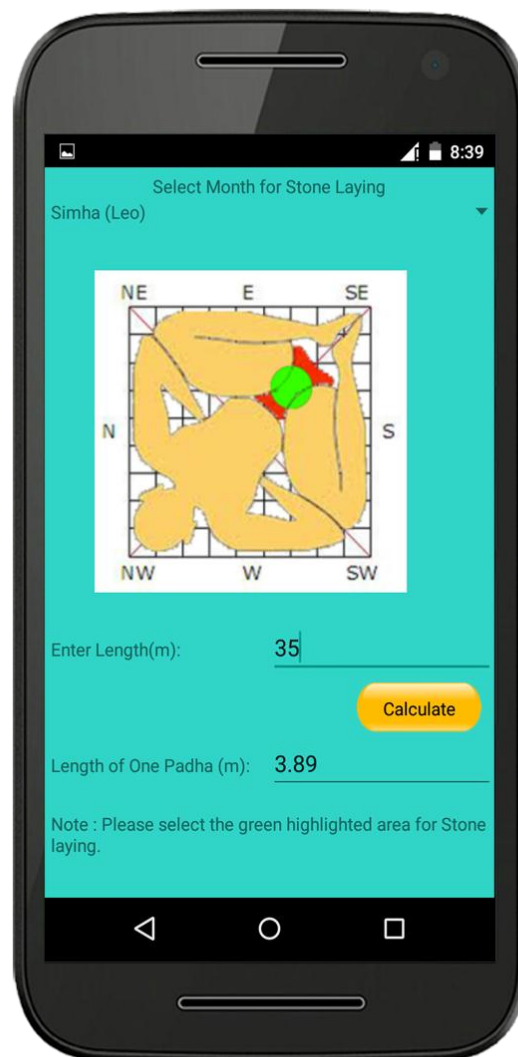 8:39
Select Month for Stone Laying
Simha (Leo)
NE E SE
N S
NW W SW
Enter Length(m): 35
Calculate
Length of One Padha (m): 3.89
Note : Please select the green highlighted area for Stone
laying.